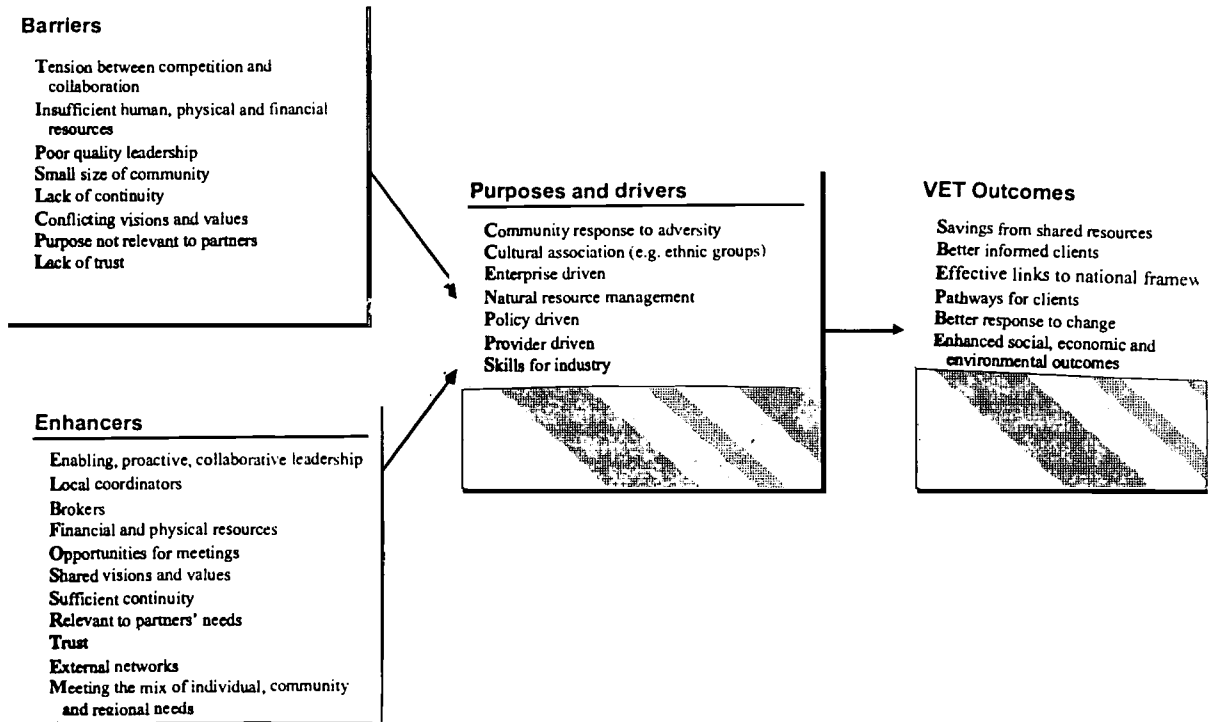 Barriers
Tension between competition and
collaboration
Insufficient human, physical and financial
resources
Poor quality leadership
Small size of community
Lack of continuity
Conflicting visions and values
Purpose not relevant to partners
Lack of trust
Enhancers
Enabling, proactive, collaborative leadership
Local coordinators
Brokers
Financial and physical resources
Opportunities for meetings
Shared visions and values
Sufficient continuity
Relevant to partners' needs
Trust
External networks
Meeting the mix of individual, community
and regional needs
Purposes and drivers
Community response to adversity
Cultural association (e.g. ethnic groups)
Enterprise driven
Natural resource management
Policy driven
Provider driven
Skills for industry
VET Outcomes
Savings from shared resources
Better informed clients
Effective links to national framew
Pathways for clients
Better response to change
Enhanced social, economic and
environmental outcomes